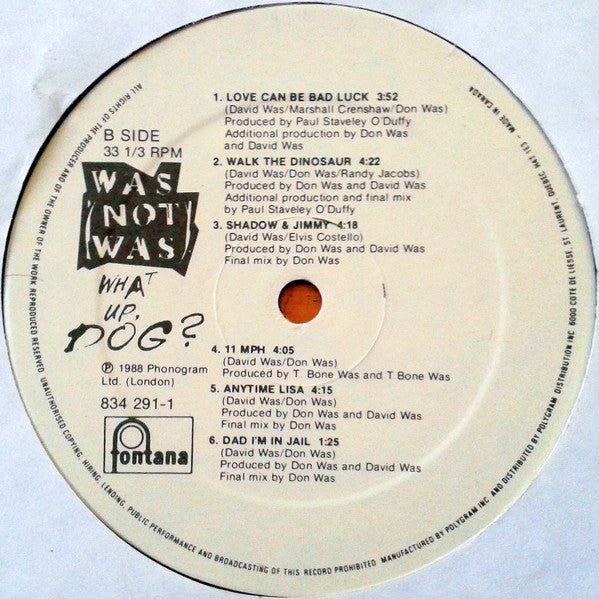 B SIDE
33 1/3 RPM
WAS
(NOT
WAS)
WHAT
UP,
DOG?
Ⓟ 1988 Phonogram
Ltd. (London)
834 291-1
fontana
1. LOVE CAN BE BAD LUCK 3:52
(David Was/Marshall Crenshaw/Don Was)
Produced by Paul Staveley O'Duffy
Additional production by Don Was
and David Was
2. WALK THE DINOSAUR 4:22
(David Was/Don Was/Randy Jacobs)
Produced by Don Was and David Was
Additional production and final mix
by Paul Staveley O'Duffy
3. SHADOW & JIMMY 4:18
(David Was/Elvis Costello)
Produced by Don Was and David Was
Final mix by Don Was
4. 11 MPH 4:05
(David Was/Don Was)
Produced by T. Bone Was and T Bone Was
5. ANYTIME LISA 4:15
(David Was/Don Was)
Produced by Don Was and David Was
Final mix by Don Was
6. DAD I'M IN JAIL 1:25
(David Was/Don Was)
Produced by Don Was and David Was
Final mix by Don Was
ALL RIGHTS OF THE PRODUCER AND OF THE OWNER OF THE WORK REPRODUCED RESERVED. UNAUTHORISED COPYING, HIRING, LENDING, PUBLIC PERFORMANCE AND BROADCASTING OF THIS RECORD PROHIBITED. MANUFACTURED BY POLYGRAM INC. AND DISTRIBUTED BY POLYGRAM DISTRIBUTION INC 6000 COTE DE LIESSE, ST LAURENT, QUEBEC, H4T 1E3 - MADE IN CANADA